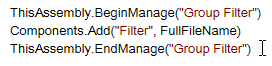 ThisAssembly.BeginManage("Group Filter")
Components.Add("Filter", FullFileName)
ThisAssembly.EndManage("Group Filter")